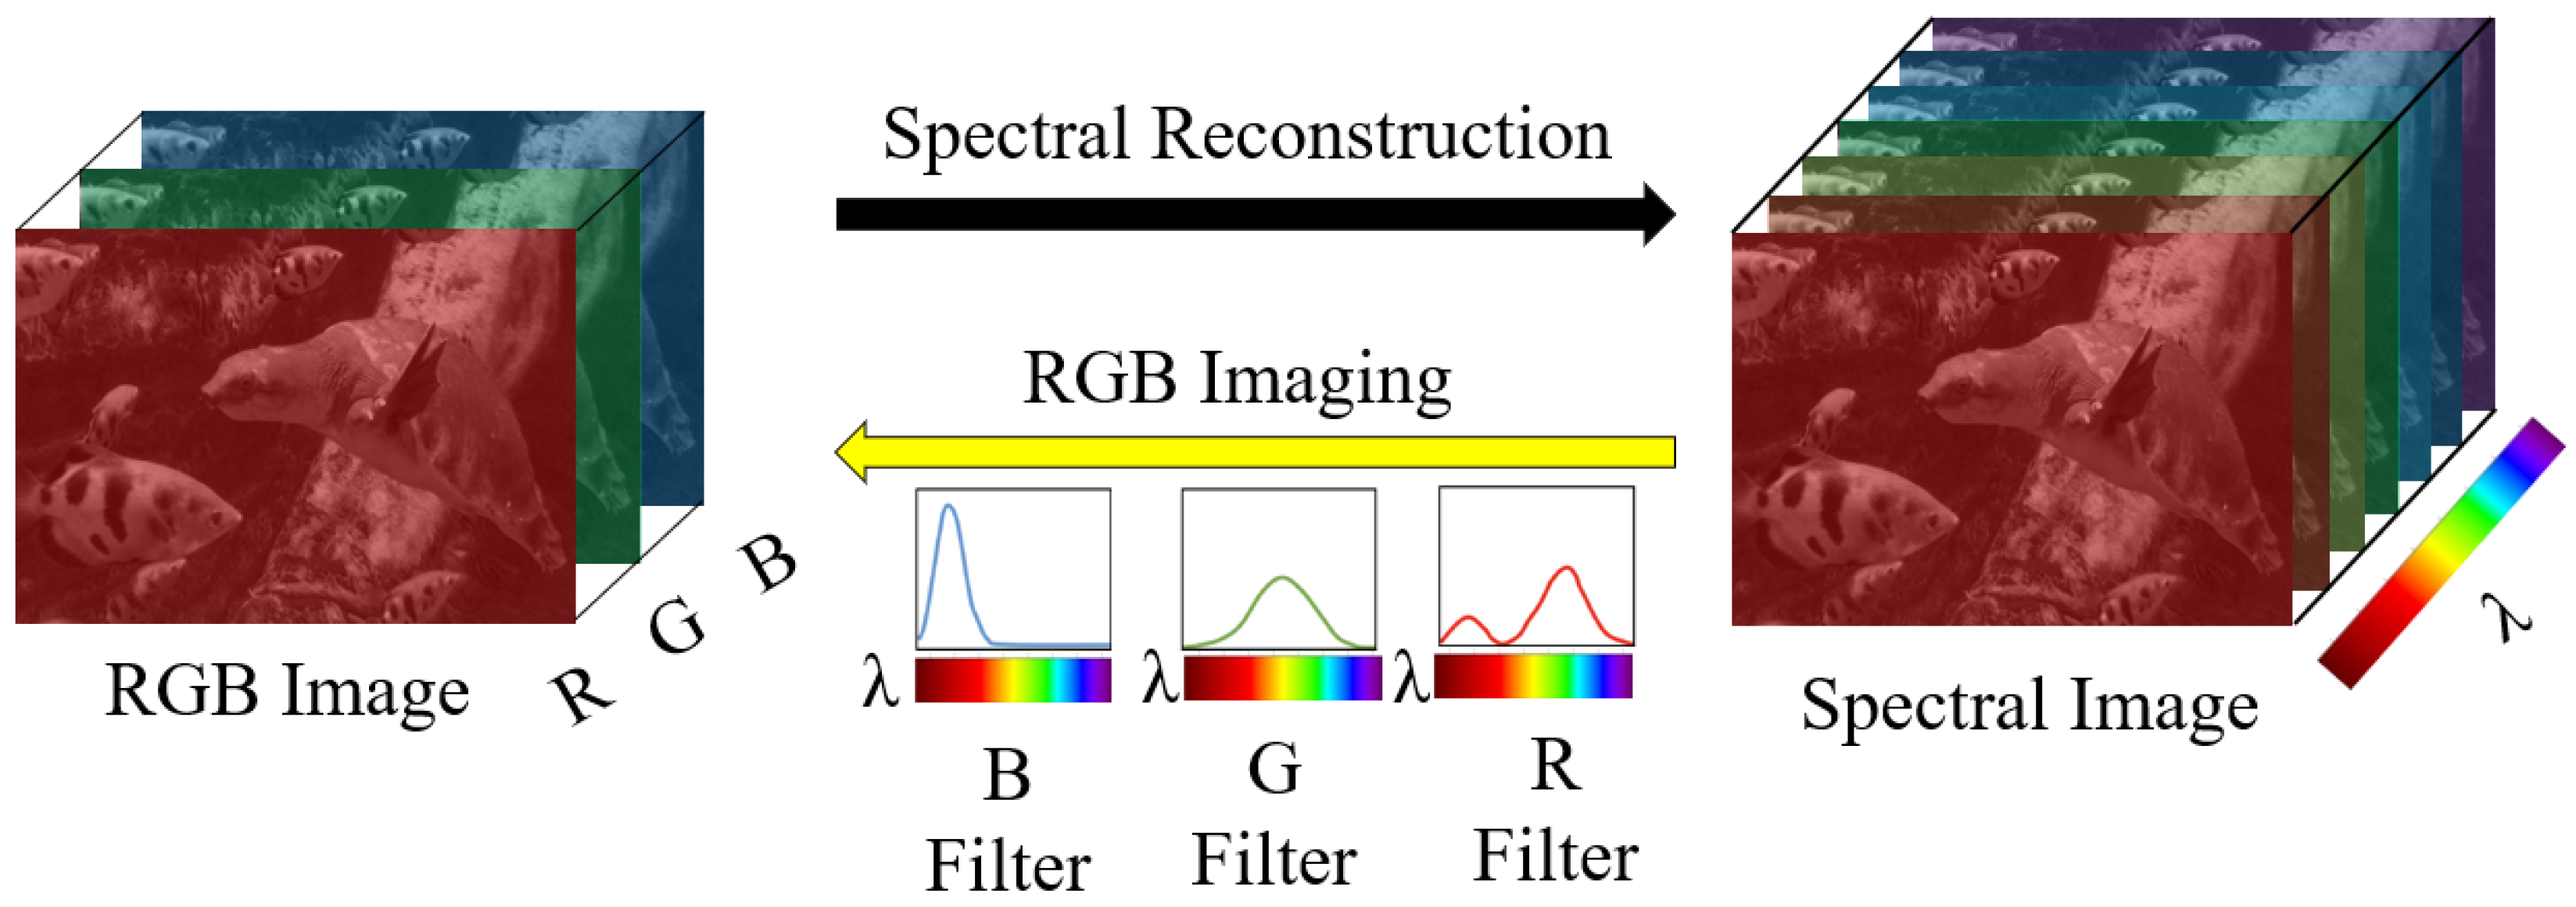 Spectral Reconstruction
RGB Imaging
RGB Image
R
G
B
λ
λ
λ
B
Filter
G
Filter
R
Filter
Spectral Image
λ